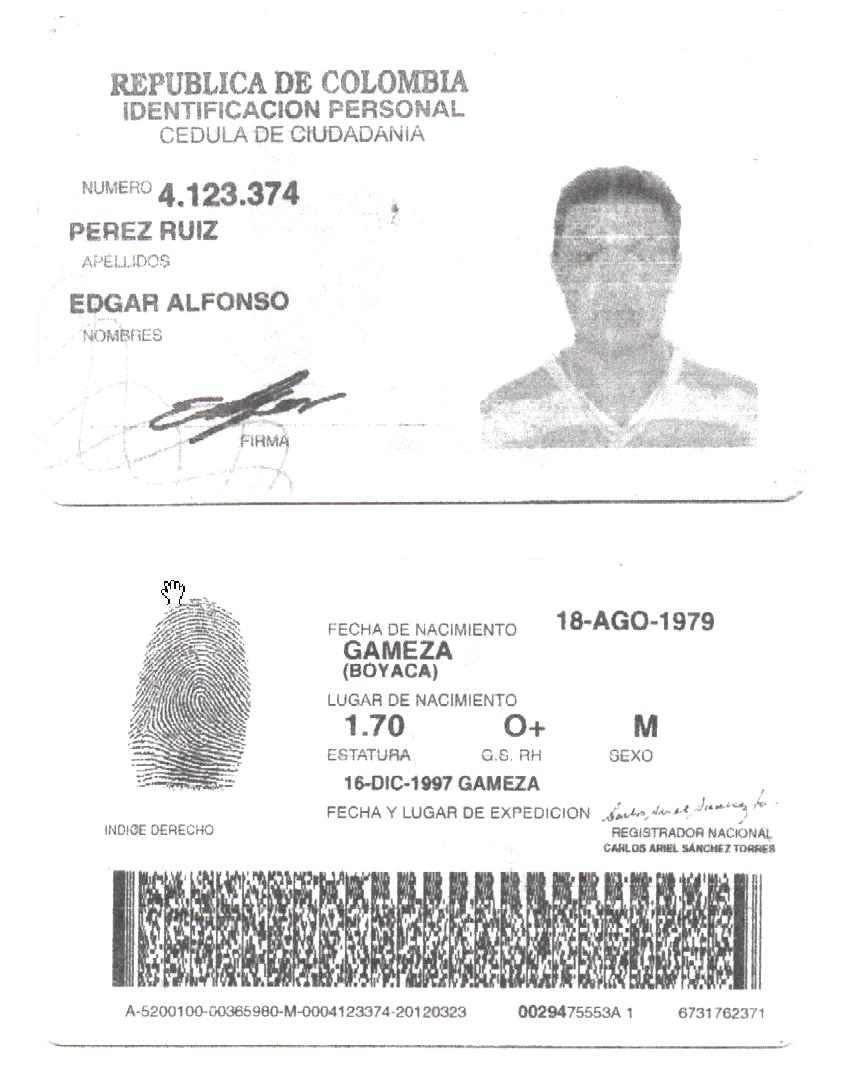 REPUBLICA DE COLOMBIA
IDENTIFICACION PERSONAL
CEDULA DE CIUDADANIA
NUMERO 4.123.374
PEREZ RUIZ
APELLIDOS
EDGAR ALFONSO
NOMBRES
FIRMA
FECHA DE NACIMIENTO 18-AGO-1979
GAMEZA
(BOYACA)
LUGAR DE NACIMIENTO
1.70 O+ M
ESTATURA G.S. RH SEXO
16-DIC-1997 GAMEZA
FECHA Y LUGAR DE EXPEDICION
INDICE DERECHO
REGISTRADOR NACIONAL
CARLOS ARIEL SÁNCHEZ TORRES
A-5200100-00365980-M-0004123374-20120323 0029475553A 1 6731762371